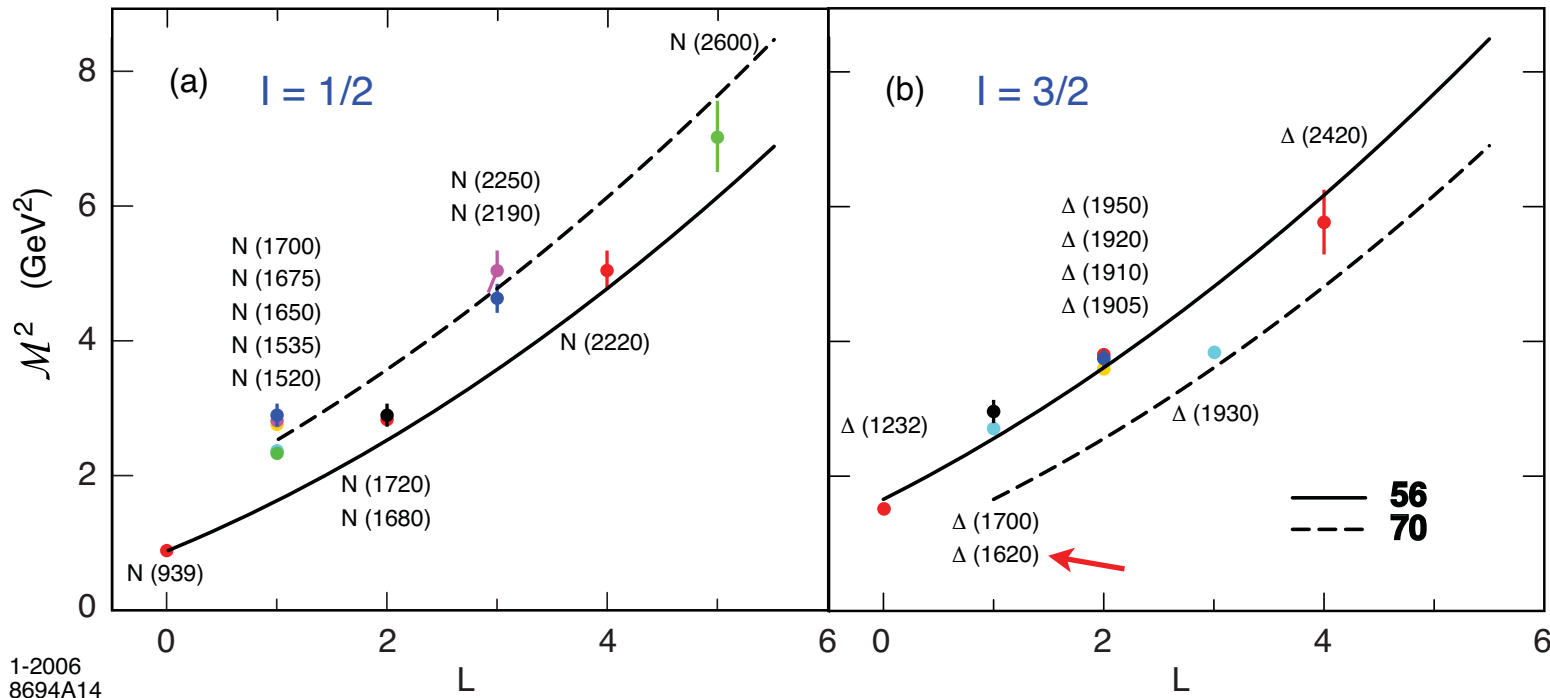 (a) I = 1/2
N (2600)
N (2250)
N (2190)
N (1700)
N (1675)
N (1650)
N (1535)
N (1520)
N (2220)
N (1720)
N (1680)
N (939)
8
6
4
2
0
ℳ² (GeV²)
0 2 4 6
L
(b) I = 3/2
Δ (2420)
Δ (1950)
Δ (1920)
Δ (1910)
Δ (1905)
Δ (1232)
Δ (1930)
Δ (1700)
Δ (1620)
56
70
0 2 4 6
L
1-2006
8694A14